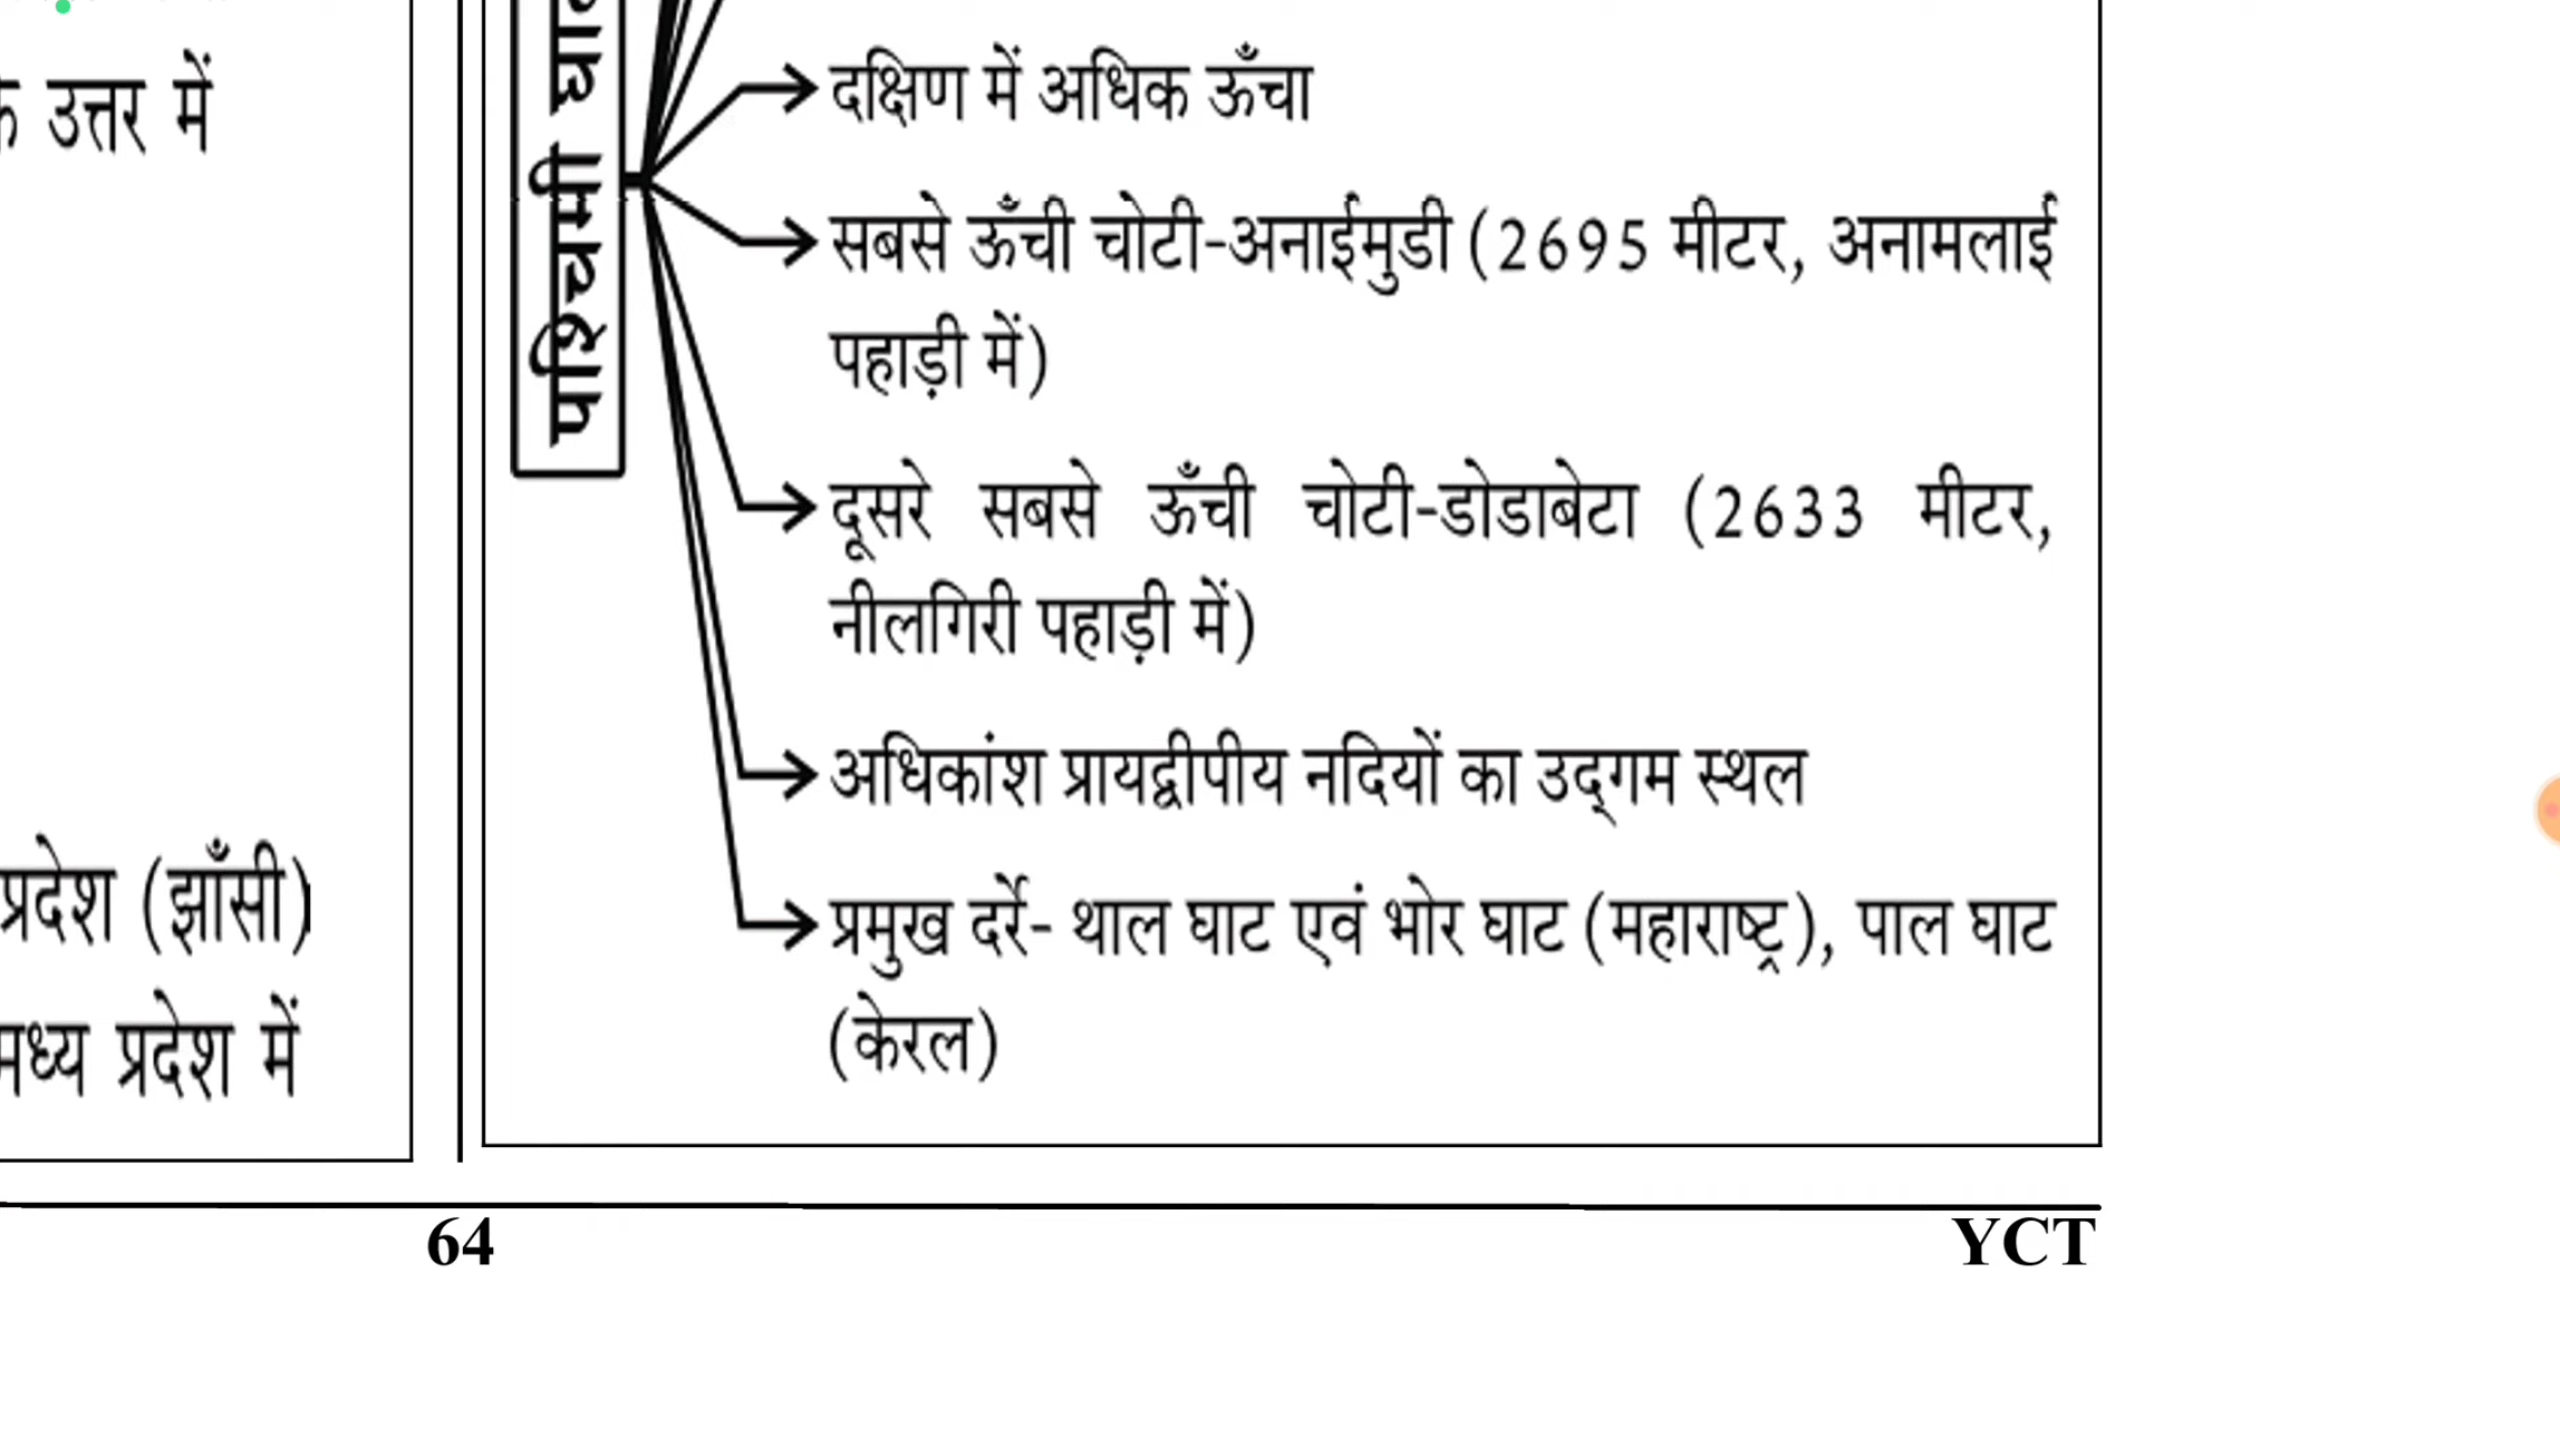 उत्तर में
प्रदेश (झाँसी)
मध्य प्रदेश में
पश्चिमी
दक्षिण में अधिक ऊँचा
सबसे ऊँची चोटी-अनाईमुडी (2695 मीटर, अनामलाई
पहाड़ी में)
दूसरे सबसे ऊँची चोटी-डोडाबेटा (2633 मीटर,
नीलगिरी पहाड़ी में)
अधिकांश प्रायद्वीपीय नदियों का उद्‌गम स्थल
प्रमुख दर्रे- थाल घाट एवं भोर घाट (महाराष्ट्र), पाल घाट
(केरल)
64
YCT